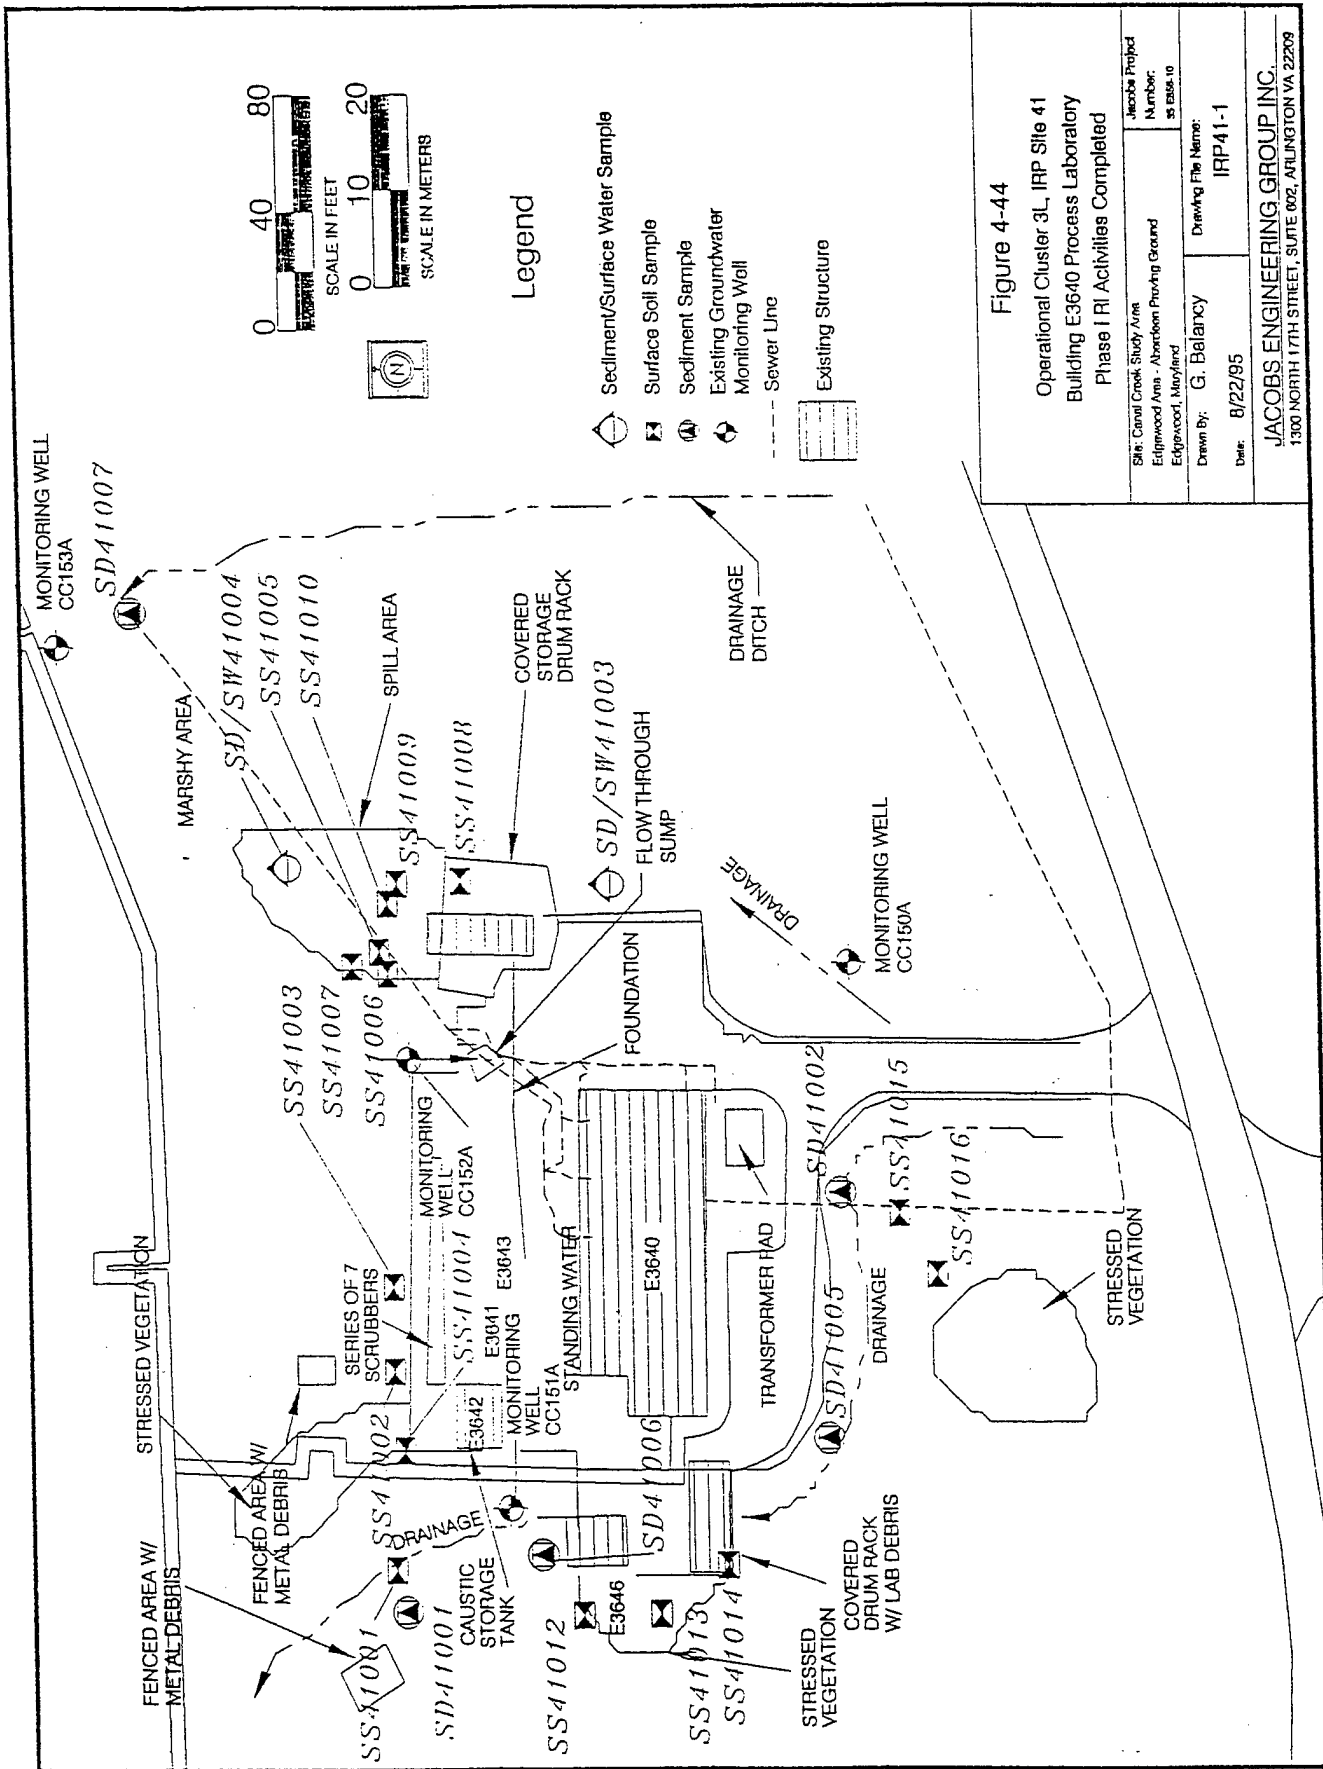 MONITORING WELL
CC153A
SD41007
MARSHY AREA
SD/SW41004
SS41005
SS41010
SPILL AREA
SS41009
SS41008
COVERED
STORAGE
DRUM RACK
SD/SW41003
FLOW THROUGH
SUMP
DRAINAGE
DITCH
DRAINAGE
MONITORING WELL
CC150A
FOUNDATION
SS41003
SS41007
SS41006
MONITORING
WELL
CC152A
SERIES OF 7
SCRUBBERS
SS41004
E3641
E3643
E3642
MONITORING
WELL
CC151A
STANDING WATER
E3640
TRANSFORMER PAD
SD41002
SS41015
SS41016
DRAINAGE
STRESSED
VEGETATION
SD41005
STRESSED VEGETATION
FENCED AREA W/
METAL DEBRIS
FENCED AREA W/
METAL DEBRIS
SS41002
DRAINAGE
SS41001
SD41001
CAUSTIC
STORAGE
TANK
SD41006
SS41012
E3646
SS41013
SS41014
STRESSED
VEGETATION
COVERED
DRUM RACK
W/ LAB DEBRIS
0 40 80
SCALE IN FEET
0 10 20
SCALE IN METERS
N
Legend
Sediment/Surface Water Sample
Surface Soil Sample
Sediment Sample
Existing Groundwater
Monitoring Well
Sewer Line
Existing Structure
Figure 4-44
Operational Cluster 3L, IRP Site 41
Building E3640 Process Laboratory
Phase I RI Activities Completed
Site: Canal Creek Study Area
Edgewood Area - Aberdeen Proving Ground
Edgewood, Maryland
Jacobs Project
Number:
Drawn By: G. Balancy
Drawing File Name:
IRP41-1
Date: 8/22/95
JACOBS ENGINEERING GROUP INC.
1300 NORTH 17TH STREET, SUITE 602, ARLINGTON VA 22209